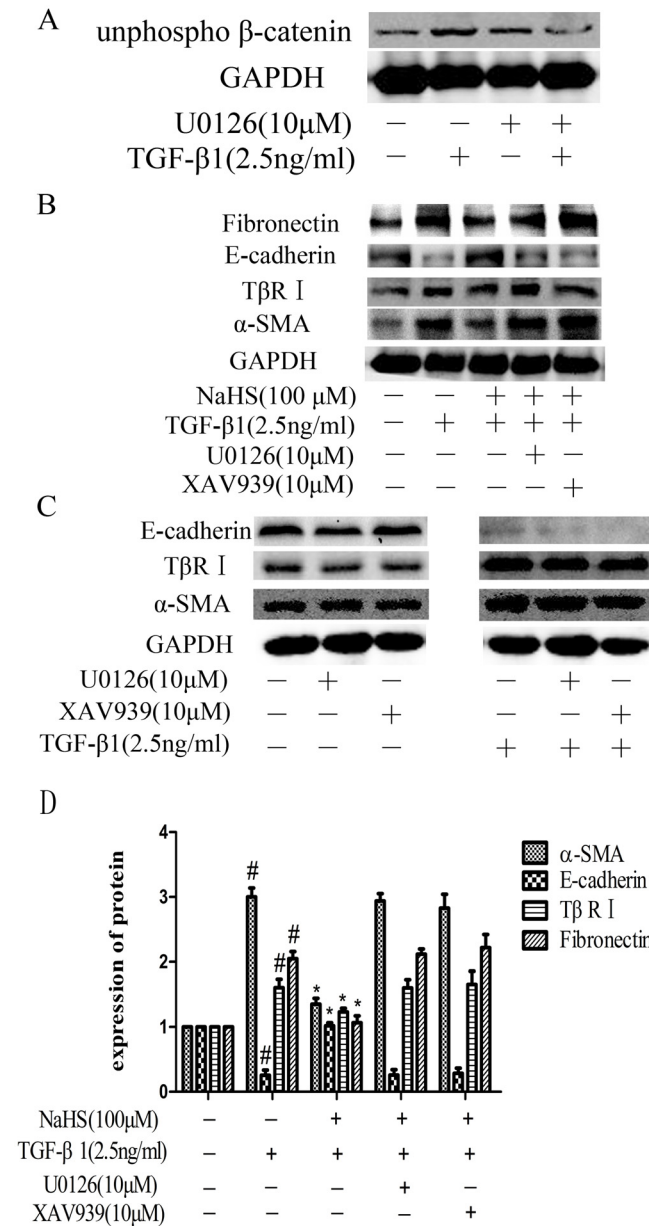 A
unphospho β-catenin
GAPDH
U0126(10μM) — — + +
TGF-β1(2.5ng/ml) — + — +
B
Fibronectin
E-cadherin
TβR Ⅰ
α-SMA
GAPDH
NaHS(100 μM) — — + + +
TGF-β1(2.5ng/ml) — + + + +
U0126(10μM) — — — + —
XAV939(10μM) — — — — +
C
E-cadherin
TβR Ⅰ
α-SMA
GAPDH
U0126(10μM) — + — — + —
XAV939(10μM) — — + — — +
TGF-β1(2.5ng/ml) — — — + + +
D
expression of protein
4
3
2
1
0
# # # #
* * * *
α-SMA
E-cadherin
Tβ R Ⅰ
Fibronectin
NaHS(100μM) — — + + +
TGF-β 1(2.5ng/ml) — + + + +
U0126(10μM) — — — + —
XAV939(10μM) — — — — +